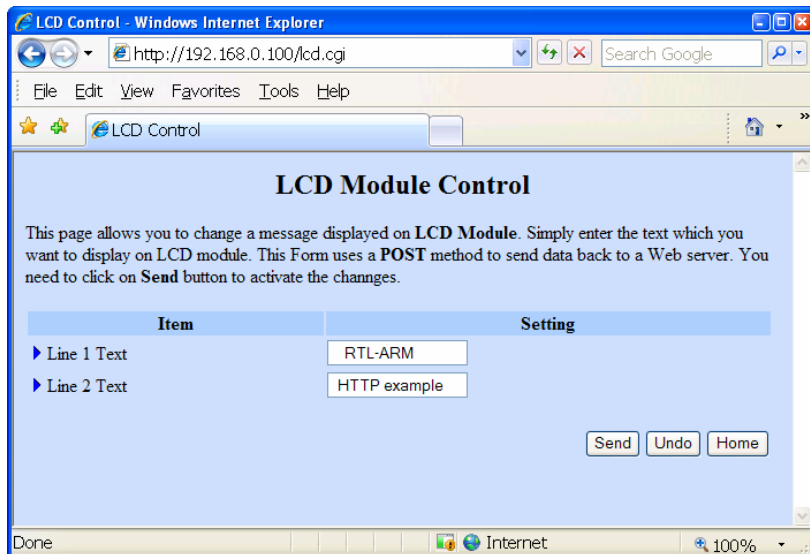 LCD Control - Windows Internet Explorer
http://192.168.0.100/lcd.cgi
Search Google
File Edit View Favorites Tools Help
LCD Control
LCD Module Control
This page allows you to change a message displayed on LCD Module. Simply enter the text which you
want to display on LCD module. This Form uses a POST method to send data back to a Web server. You
need to click on Send button to activate the channges.
Item Setting
Line 1 Text RTL-ARM
Line 2 Text HTTP example
Send Undo Home
Done Internet 100%